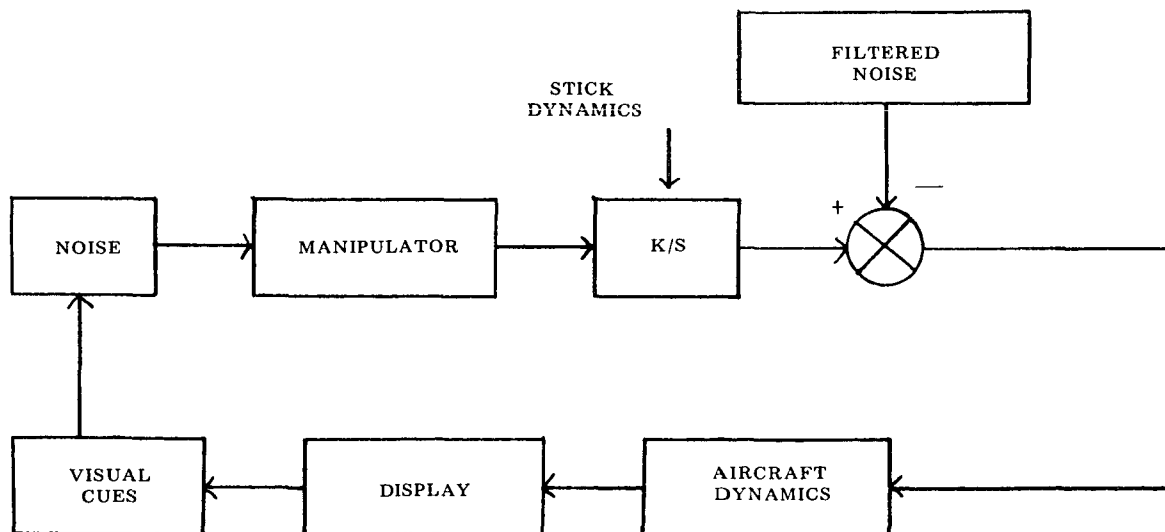 FILTERED
NOISE
STICK
DYNAMICS
NOISE
MANIPULATOR
K/S
+
—
VISUAL
CUES
DISPLAY
AIRCRAFT
DYNAMICS